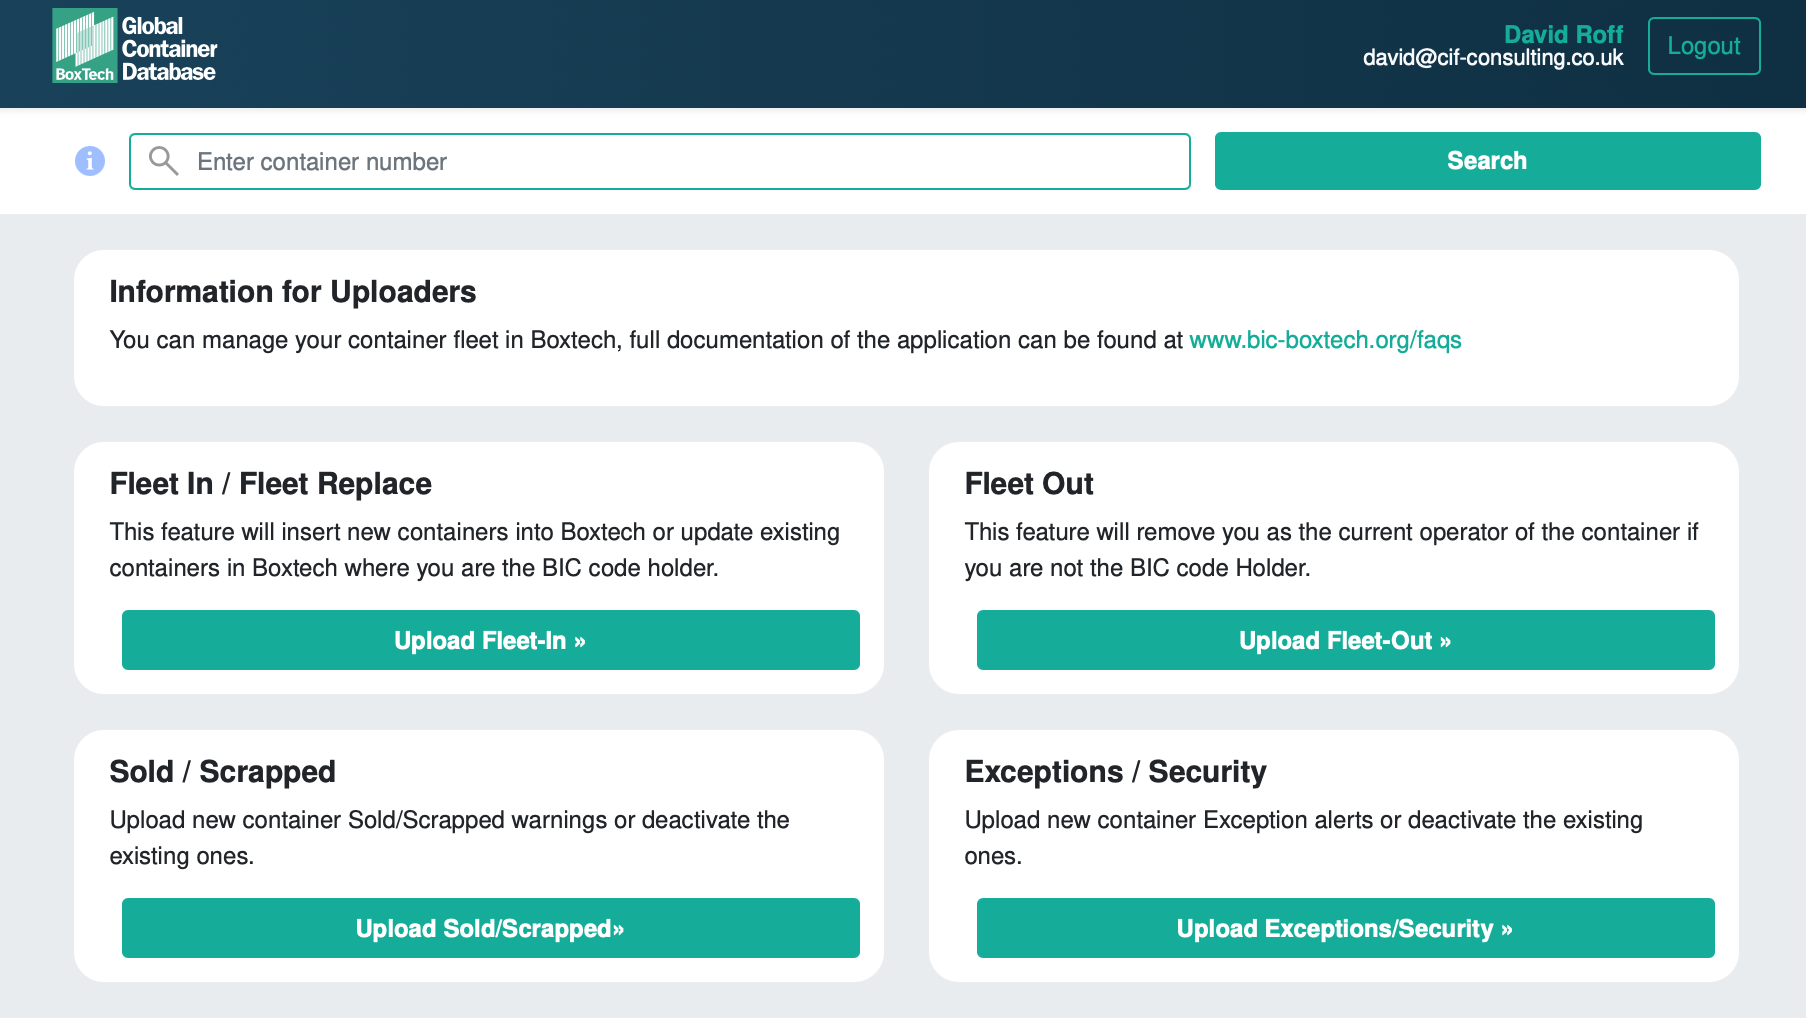 BoxTech
Global
Container
Database
David Roff
david@cif-consulting.co.uk
Logout
i
Enter container number
Search
Information for Uploaders
You can manage your container fleet in Boxtech, full documentation of the application can be found at www.bic-boxtech.org/faqs
Fleet In / Fleet Replace
This feature will insert new containers into Boxtech or update existing
containers in Boxtech where you are the BIC code holder.
Upload Fleet-In »
Fleet Out
This feature will remove you as the current operator of the container if
you are not the BIC code Holder.
Upload Fleet-Out »
Sold / Scrapped
Upload new container Sold/Scrapped warnings or deactivate the
existing ones.
Upload Sold/Scrapped»
Exceptions / Security
Upload new container Exception alerts or deactivate the existing
ones.
Upload Exceptions/Security »